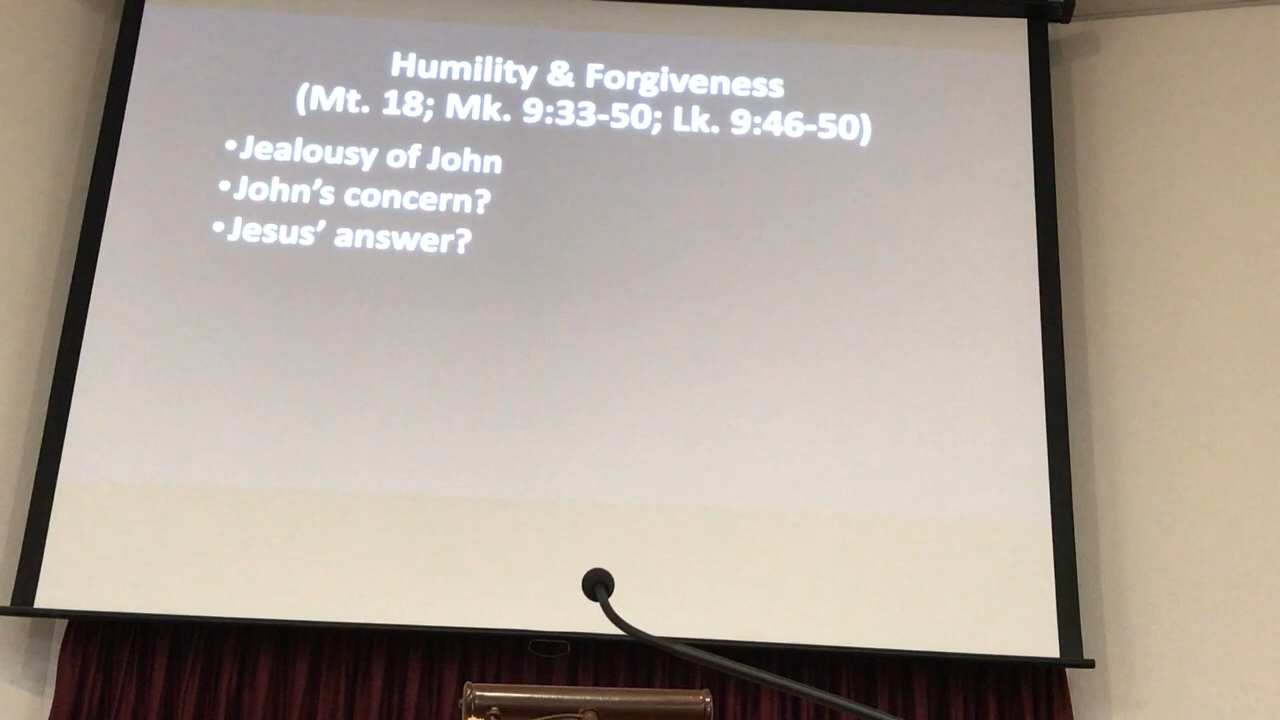 Humility & Forgiveness
(Mt. 18; Mk. 9:33-50; Lk. 9:46-50)
•Jealousy of John
•John’s concern?
•Jesus’ answer?